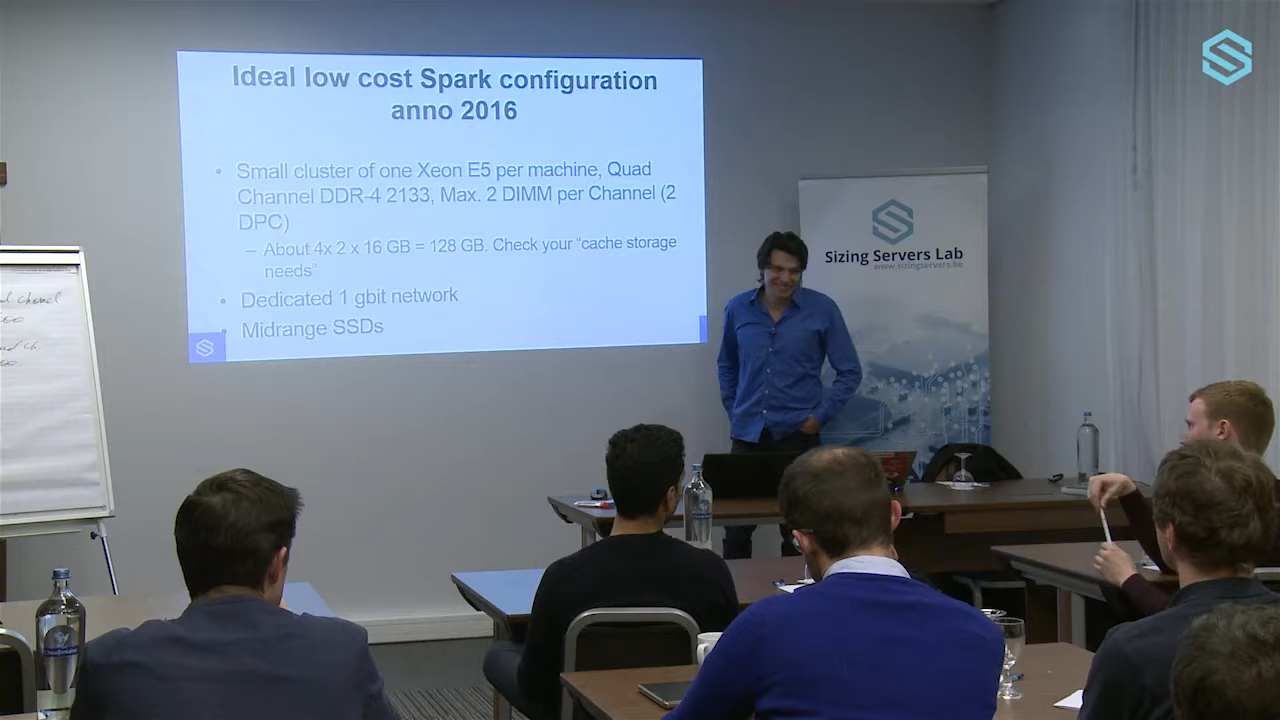 Ideal low cost Spark configuration
anno 2016
• Small cluster of one Xeon E5 per machine, Quad
Channel DDR-4 2133, Max. 2 DIMM per Channel (2
DPC)
– About 4x 2 x 16 GB = 128 GB. Check your “cache storage
needs”
• Dedicated 1 gbit network
• Midrange SSDs
Sizing Servers Lab
www.sizingservers.be